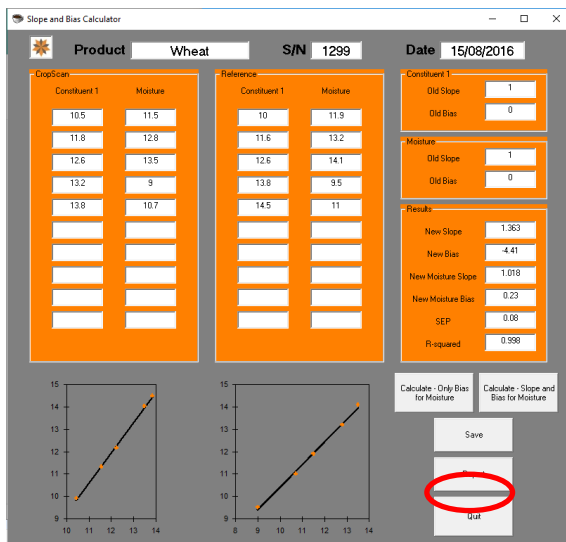 Slope and Bias Calculator
Product Wheat S/N 1299 Date 15/08/2016
CropScan Reference Constituent 1
Constituent 1 Moisture Constituent 1 Moisture Old Slope 1
10.5 11.5 10 11.9 Old Bias 0
11.8 12.8 11.6 13.2
12.6 13.5 12.6 14.1
13.2 9 13.8 9.5
13.8 10.7 14.5 11
Moisture
Old Slope 1
Old Bias 0
Results
New Slope 1.363
New Bias -4.41
New Moisture Slope 1.018
New Moisture Bias 0.23
SEP 0.08
R-squared 0.998
Calculate - Only Bias for Moisture
Calculate - Slope and Bias for Moisture
Save
Quit
15
14
13
12
11
10
9
10 11 12 13 14
15
14
13
12
11
10
9
8 9 10 11 12 13 14